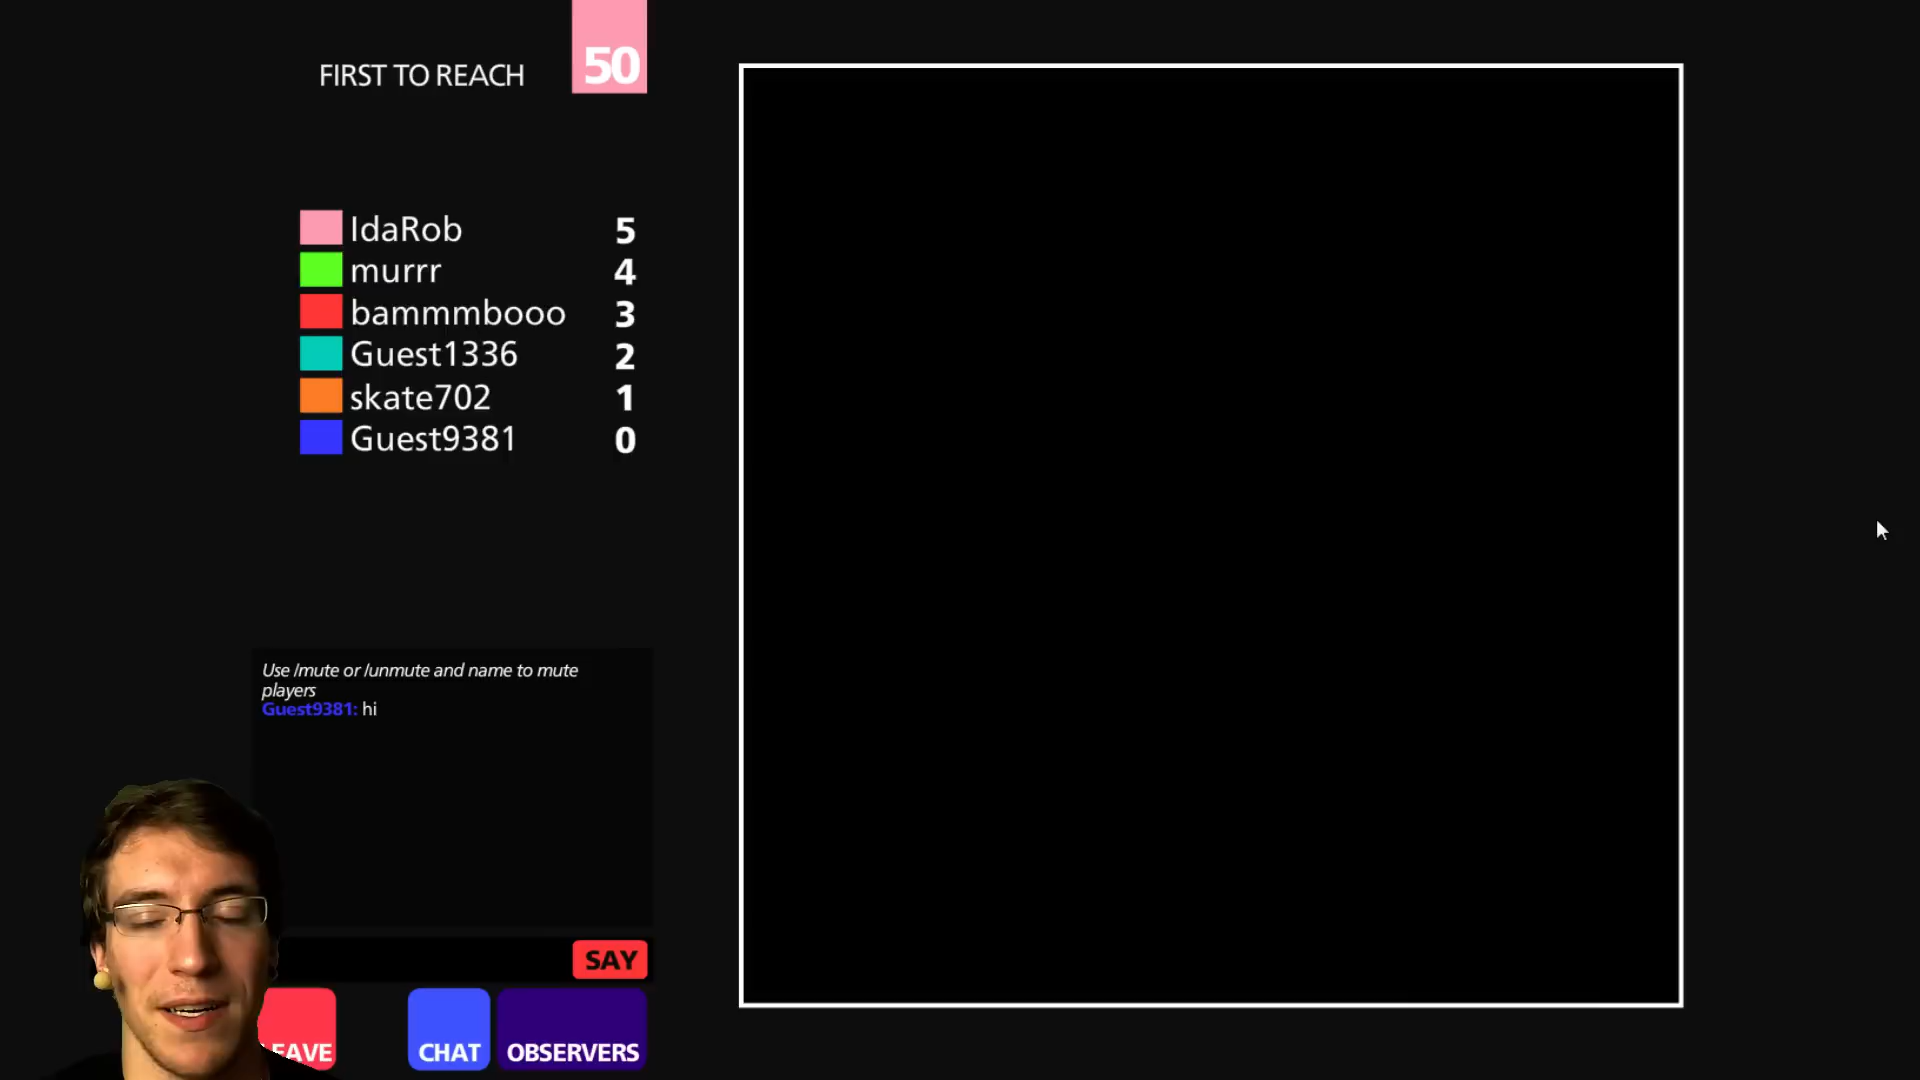 FIRST TO REACH 50
IdaRob 5
murrr 4
bammmbooo 3
Guest1336 2
skate702 1
Guest9381 0
Use /mute or /unmute and name to mute
players
Guest9381: hi
SAY
EAVE CHAT OBSERVERS